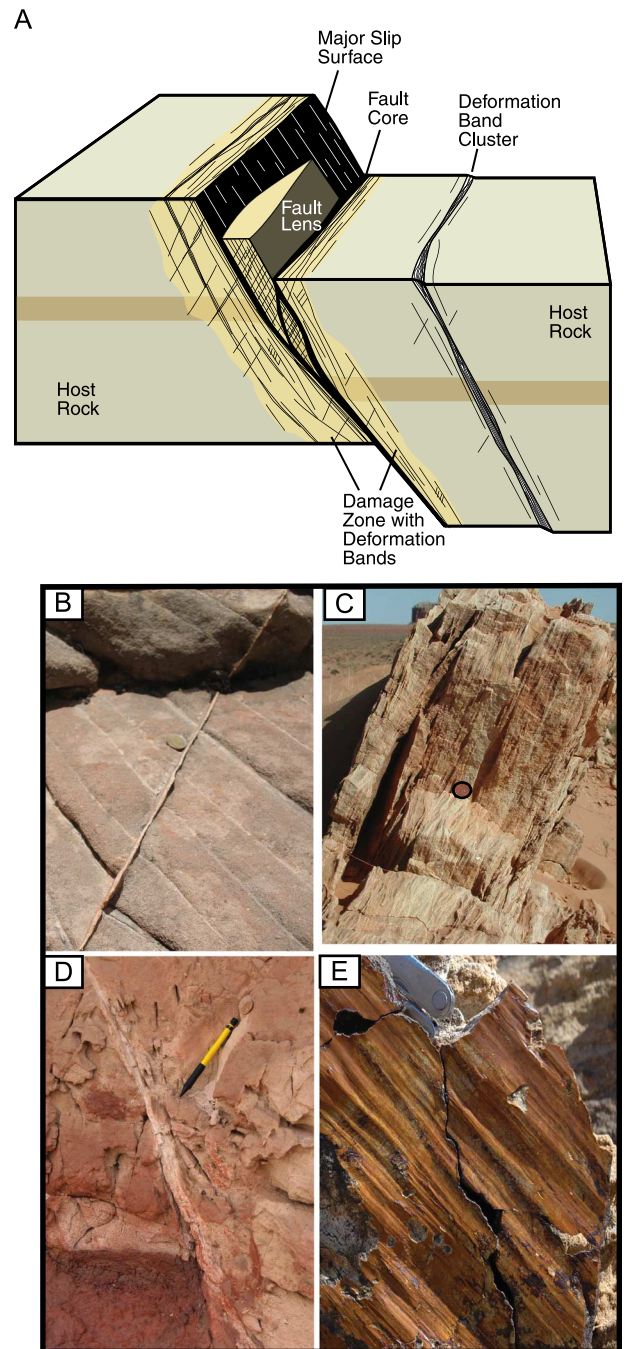 A
Major Slip
Surface
Fault
Core
Deformation
Band
Cluster
Fault
Lens
Host
Rock
Host
Rock
Damage
Zone with
Deformation
Bands
B
C
D
E